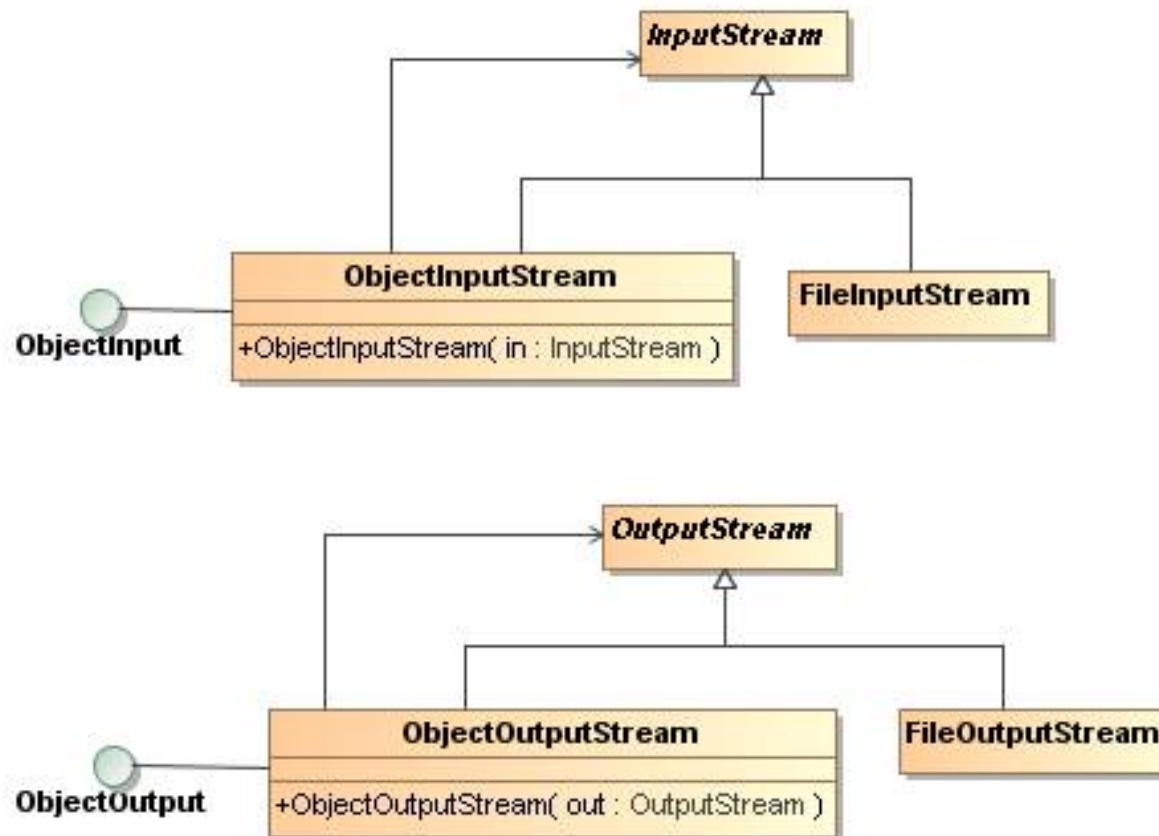 InputStream
ObjectInputStream
FileInputStream
ObjectInput
+ObjectInputStream( in : InputStream )
OutputStream
ObjectOutputStream
FileOutputStream
ObjectOutput
+ObjectOutputStream( out : OutputStream )